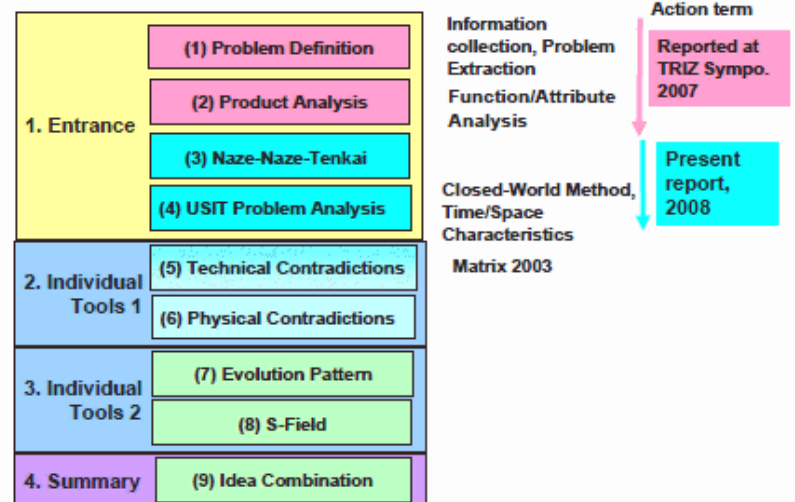 1. Entrance
(1) Problem Definition
(2) Product Analysis
(3) Naze-Naze-Tenkai
(4) USIT Problem Analysis
2. Individual
Tools 1
(5) Technical Contradictions
(6) Physical Contradictions
3. Individual
Tools 2
(7) Evolution Pattern
(8) S-Field
4. Summary
(9) Idea Combination
Information
collection, Problem
Extraction
Function/Attribute
Analysis
Closed-World Method,
Time/Space
Characteristics
Matrix 2003
Action term
Reported at
TRIZ Sympo.
2007
Present
report,
2008